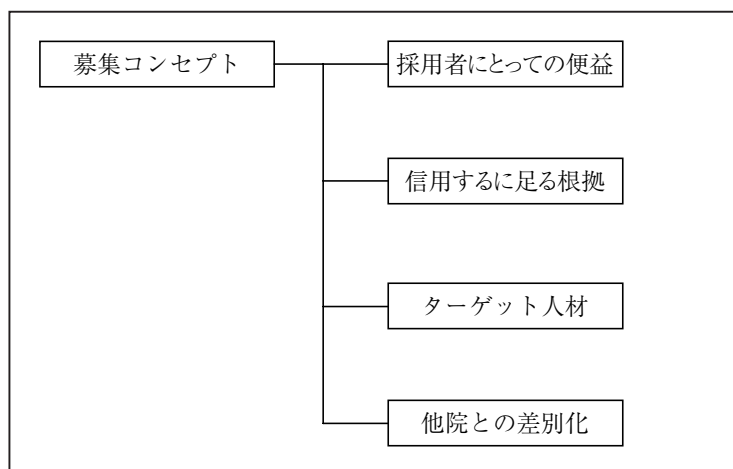 募集コンセプト
採用者にとっての便益
信用するに足る根拠
ターゲット人材
他院との差別化